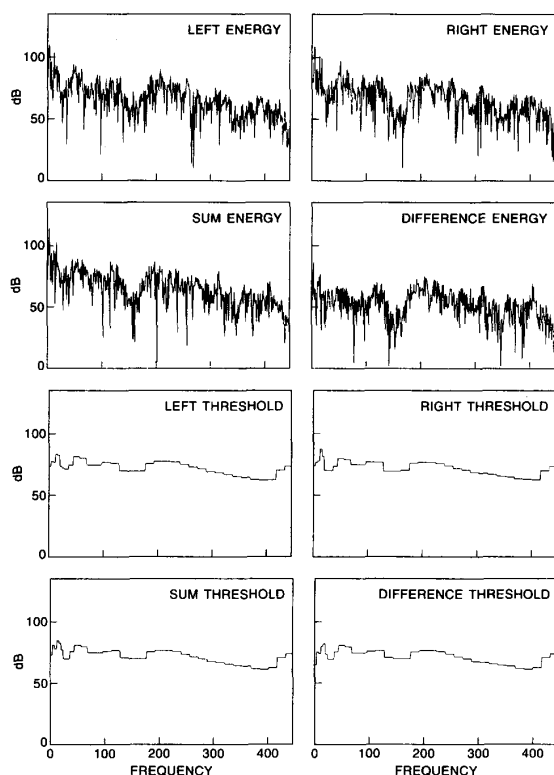 LEFT ENERGY
RIGHT ENERGY
100
50
0
dB
SUM ENERGY
DIFFERENCE ENERGY
100
50
0
dB
LEFT THRESHOLD
RIGHT THRESHOLD
100
50
0
dB
SUM THRESHOLD
DIFFERENCE THRESHOLD
100
50
0
dB
0 100 200 300 400
0 100 200 300 400
FREQUENCY
FREQUENCY